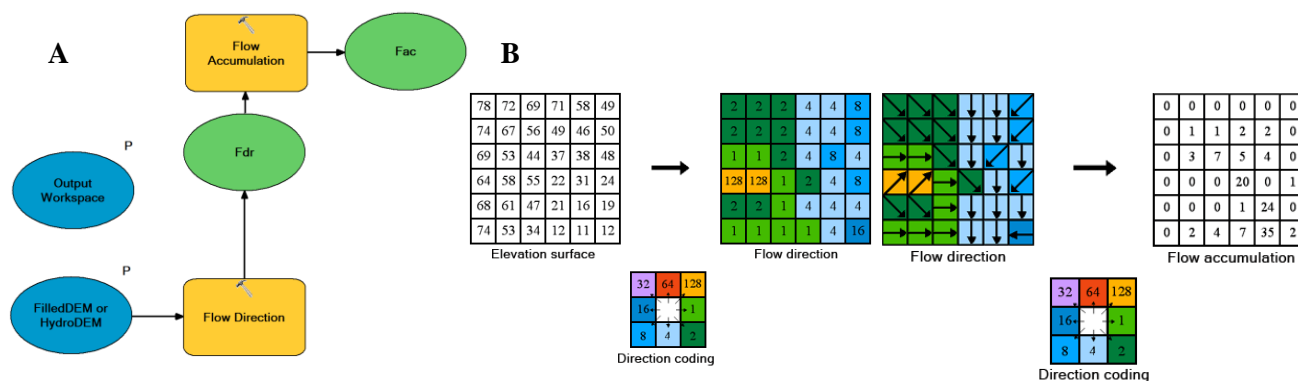 A
Flow
Accumulation
Fac
Fdr
P
Output
Workspace
P
FilledDEM or
HydroDEM
Flow Direction
B
78 72 69 71 58 49
74 67 56 49 46 50
69 53 44 37 38 48
64 58 55 22 31 24
68 61 47 21 16 19
74 53 34 12 11 12
Elevation surface
2 2 2 4 4 8
2 2 2 4 4 8
1 1 2 4 8 4
128 128 1 2 4 8
2 2 1 4 4 4
1 1 1 1 4 16
Flow direction
Flow direction
0 0 0 0 0 0
0 1 1 2 2 0
0 3 7 5 4 0
0 0 0 20 0 1
0 0 0 1 24 0
0 2 4 7 35 2
Flow accumulation
32 64 128
16 1
8 4 2
Direction coding
32 64 128
16 1
8 4 2
Direction coding